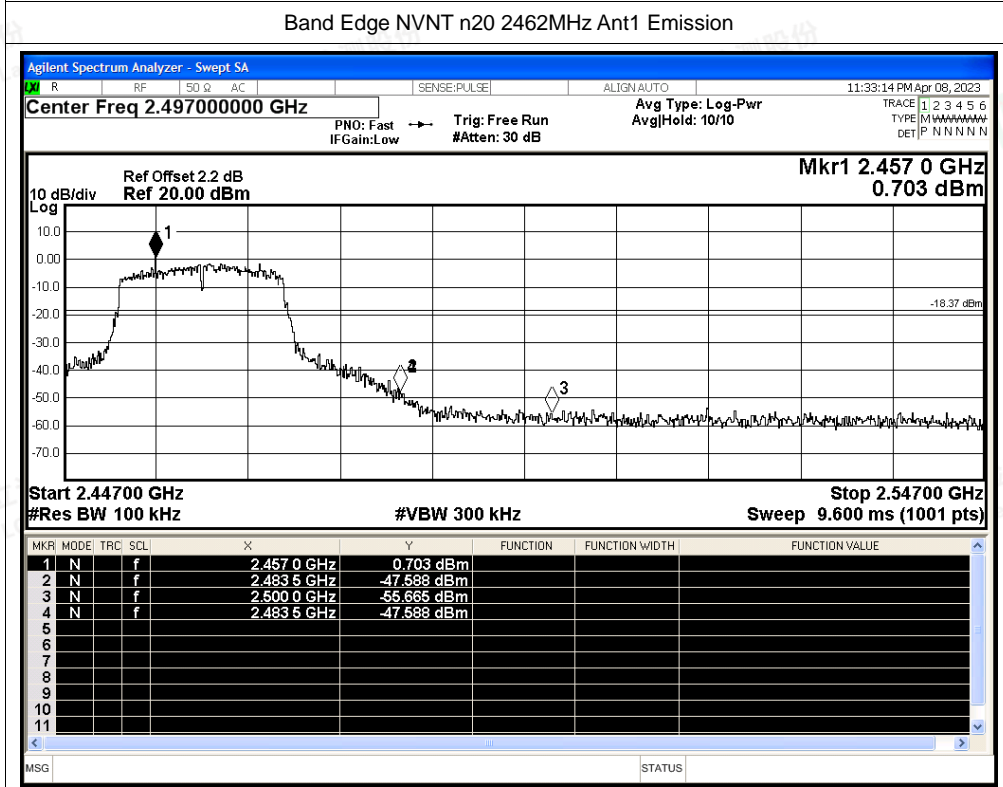 Band Edge NVNT n20 2462MHz Ant1 Emission
Agilent Spectrum Analyzer - Swept SA
LXI R RF 50 Ω AC SENSE:PULSE ALIGN AUTO 11:33:14 PM Apr 08, 2023
Center Freq 2.497000000 GHz Avg Type: Log-Pwr TRACE 1 2 3 4 5 6
PNO: Fast Trig: Free Run Avg|Hold: 10/10 TYPE M
IFGain:Low #Atten: 30 dB DET P N N N N N
Mkr1 2.457 0 GHz
Ref Offset 2.2 dB
10 dB/div Ref 20.00 dBm 0.703 dBm
Log
10.0
1
0.00
-10.0
-18.37 dBm
-20.0
-30.0
-40.0
2
3
-50.0
-60.0
-70.0
Start 2.44700 GHz Stop 2.54700 GHz
#Res BW 100 kHz #VBW 300 kHz Sweep 9.600 ms (1001 pts)
MKR MODE TRC SCL X Y FUNCTION FUNCTION WIDTH FUNCTION VALUE
1 N f 2.457 0 GHz 0.703 dBm
2 N f 2.483 5 GHz -47.588 dBm
3 N f 2.500 0 GHz -55.665 dBm
4 N f 2.483 5 GHz -47.588 dBm
5
6
7
8
9
10
11
MSG STATUS